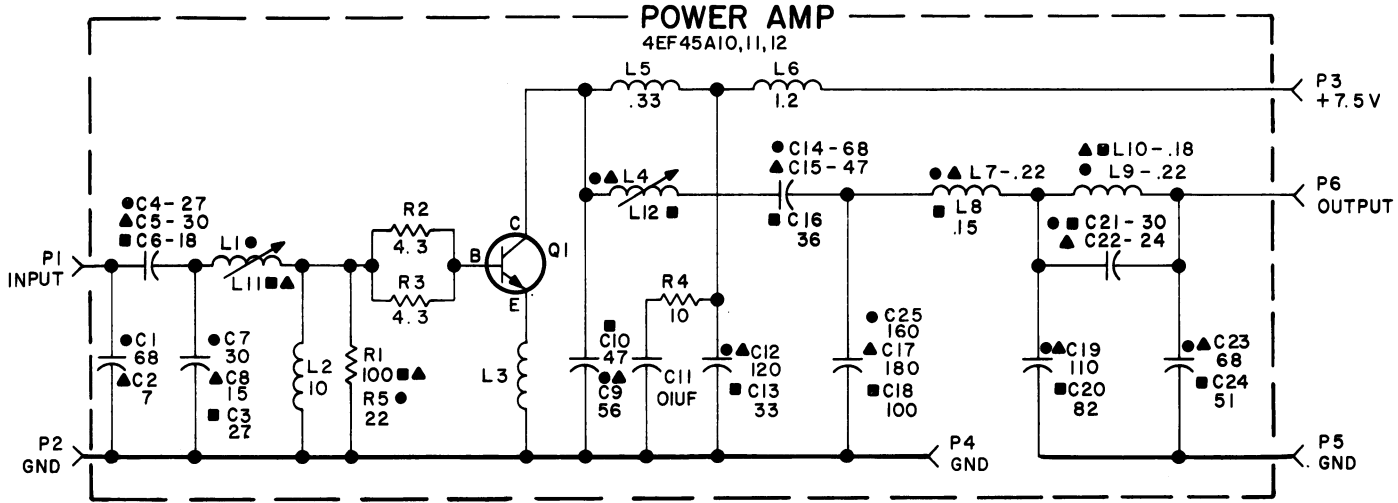 POWER AMP
4EF45A10,11,12
L5
.33
L6
1.2
P3
+7.5V
●C4-27
▲C5-30
■C6-18
L1●
L11■▲
P1
INPUT
R2
4.3
R3
4.3
C
B
E
Q1
●▲L4
L12■
●C14-68
▲C15-47
■C16
36
●▲L7-.22
■L8
.15
▲■L10-.18
●L9-.22
P6
OUTPUT
●■C21-30
▲C22-24
●C1
68
▲C2
7
●C7
30
▲C8
15
■C3
27
L2
10
R1
100■▲
R5●
22
L3
■C10
47
●▲C9
56
R4
10
C11
01UF
●▲C12
120
■C13
33
●C25
160
▲C17
180
■C18
100
●▲C19
110
■C20
82
●▲C23
68
■C24
51
P2
GND
P4
GND
P5
GND